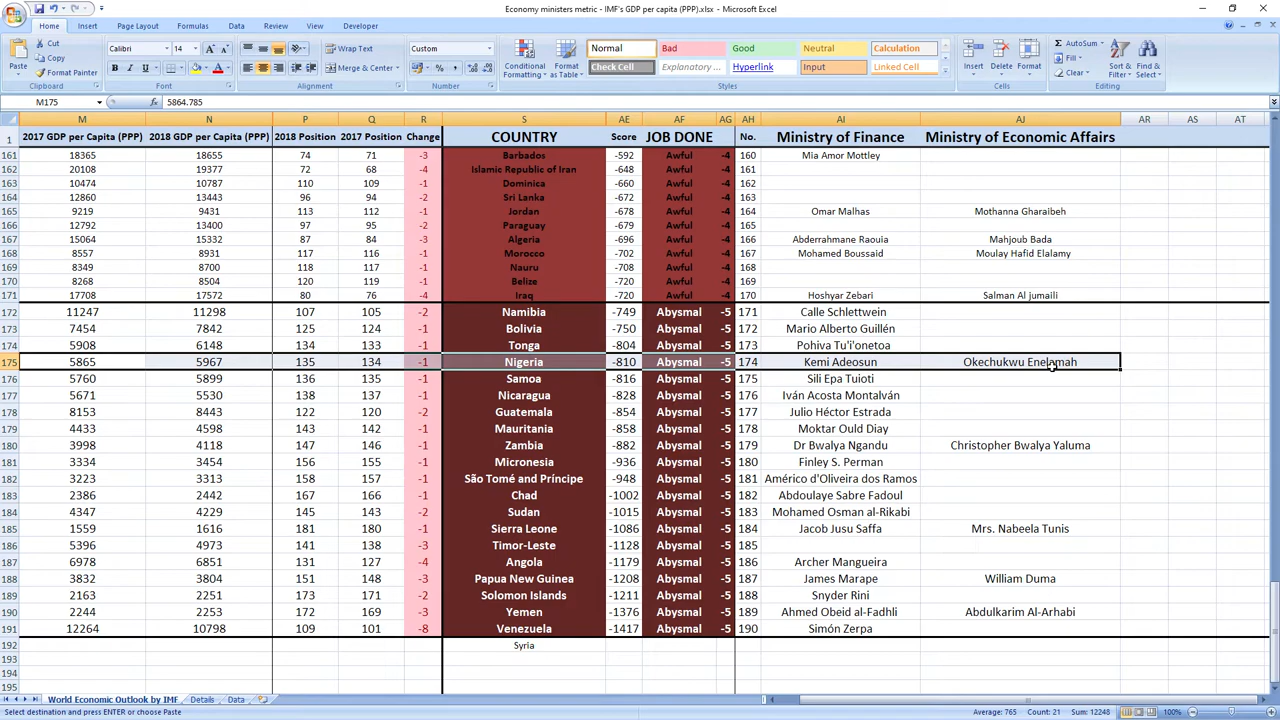 Economy ministers metric - IMF's GDP per capita (PPP).xlsx - Microsoft Excel
Home Insert Page Layout Formulas Data Review View Developer
Cut
Copy
Format Painter
Paste
Clipboard
Calibri 14
Font
Wrap Text
Merge & Center
Alignment
Custom
Number
Conditional Formatting
Format as Table
Normal Bad Good Neutral Calculation
Check Cell Explanatory ... Hyperlink Input Linked Cell
Styles
Insert Delete Format
Cells
AutoSum
Fill
Clear
Sort & Filter
Find & Select
Editing
M175 5864.785
M N P Q R S AE AF AG AH AI AJ AR AS AT
1 2017 GDP per Capita (PPP) 2018 GDP per Capita (PPP) 2018 Position 2017 Position Change COUNTRY Score JOB DONE No. Ministry of Finance Ministry of Economic Affairs
161 18365 18655 74 71 -3 Barbados -592 Awful -4 160 Mia Amor Mottley
162 20108 19377 72 68 -4 Islamic Republic of Iran -648 Awful -4 161
163 10474 10787 110 109 -1 Dominica -660 Awful -4 162
164 12860 13443 96 94 -2 Sri Lanka -672 Awful -4 163
165 9219 9431 113 112 -1 Jordan -678 Awful -4 164 Omar Malhas Mothanna Gharaibeh
166 12792 13400 97 95 -2 Paraguay -679 Awful -4 165
167 15064 15332 87 84 -3 Algeria -696 Awful -4 166 Abderrahmane Raouia Mahjoub Bada
168 8557 8931 117 116 -1 Morocco -702 Awful -4 167 Mohamed Boussaid Moulay Hafid Elalamy
169 8349 8700 118 117 -1 Nauru -708 Awful -4 168
170 8268 8504 120 119 -1 Belize -720 Awful -4 169
171 17708 17572 80 76 -4 Iraq -720 Awful -4 170 Hoshyar Zebari Salman Al jumaili
172 11247 11298 107 105 -2 Namibia -749 Abysmal -5 171 Calle Schlettwein
173 7454 7842 125 124 -1 Bolivia -750 Abysmal -5 172 Mario Alberto Guillén
174 5908 6148 134 133 -1 Tonga -804 Abysmal -5 173 Pohiva Tu'i'onetoa
175 5865 5967 135 134 -1 Nigeria -810 Abysmal -5 174 Kemi Adeosun Okechukwu Enelamah
176 5760 5899 136 135 -1 Samoa -816 Abysmal -5 175 Sili Epa Tuioti
177 5671 5530 138 137 -1 Nicaragua -828 Abysmal -5 176 Iván Acosta Montalván
178 8153 8443 122 120 -2 Guatemala -854 Abysmal -5 177 Julio Héctor Estrada
179 4433 4598 143 142 -1 Mauritania -858 Abysmal -5 178 Moktar Ould Diay
180 3998 4118 147 146 -1 Zambia -882 Abysmal -5 179 Dr Bwalya Ngandu Christopher Bwalya Yaluma
181 3334 3454 156 155 -1 Micronesia -936 Abysmal -5 180 Finley S. Perman
182 3223 3313 158 157 -1 São Tomé and Príncipe -948 Abysmal -5 181 Américo d'Oliveira dos Ramos
183 2386 2442 167 166 -1 Chad -1002 Abysmal -5 182 Abdoulaye Sabre Fadoul
184 4347 4229 145 143 -2 Sudan -1015 Abysmal -5 183 Mohamed Osman al-Rikabi
185 1559 1616 181 180 -1 Sierra Leone -1086 Abysmal -5 184 Jacob Jusu Saffa Mrs. Nabeela Tunis
186 5396 4973 141 138 -3 Timor-Leste -1128 Abysmal -5 185
187 6978 6851 131 127 -4 Angola -1179 Abysmal -5 186 Archer Mangueira
188 3832 3804 151 148 -3 Papua New Guinea -1208 Abysmal -5 187 James Marape William Duma
189 2163 2251 173 171 -2 Solomon Islands -1211 Abysmal -5 188 Snyder Rini
190 2244 2253 172 169 -3 Yemen -1376 Abysmal -5 189 Ahmed Obeid al-Fadhli Abdulkarim Al-Arhabi
191 12264 10798 109 101 -8 Venezuela -1417 Abysmal -5 190 Simón Zerpa
192 Syria
193
194
195
World Economic Outlook by IMF Details Data
Select destination and press ENTER or choose Paste Average: 765 Count: 21 Sum: 12248 100%